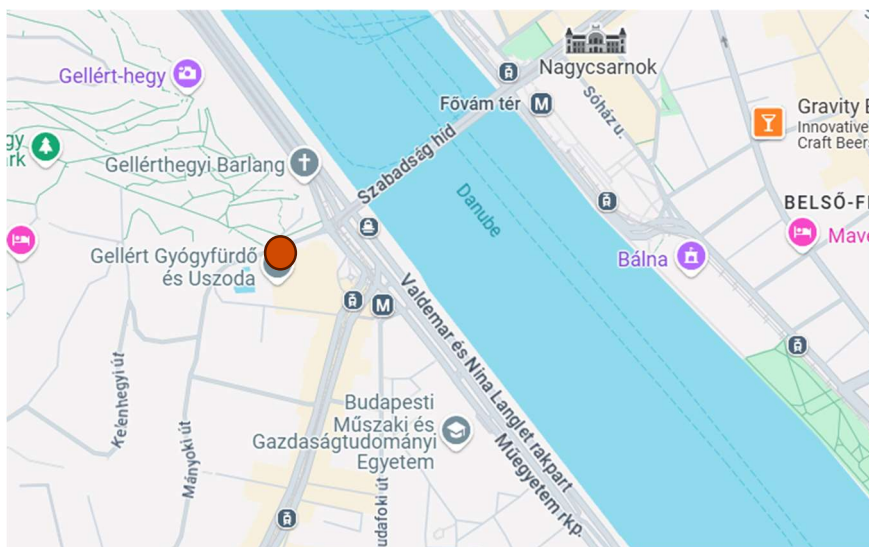 Gellért-hegy
Nagycsarnok
Fővám tér
M
Sóház u.
Gravity
Innovative
Craft Beer
Gellérthegyi Barlang
Szabadság híd
Danube
BELSŐ-F
Gellért Gyógyfürdő
és Uszoda
Bálna
Mave
M
Valdemar és Nina Langlet rakpart
Kelenhegyi út
Mányoki út
Budapesti
Műszaki és
Gazdaságtudományi
Egyetem
Műegyetem rkp.
udafoki út